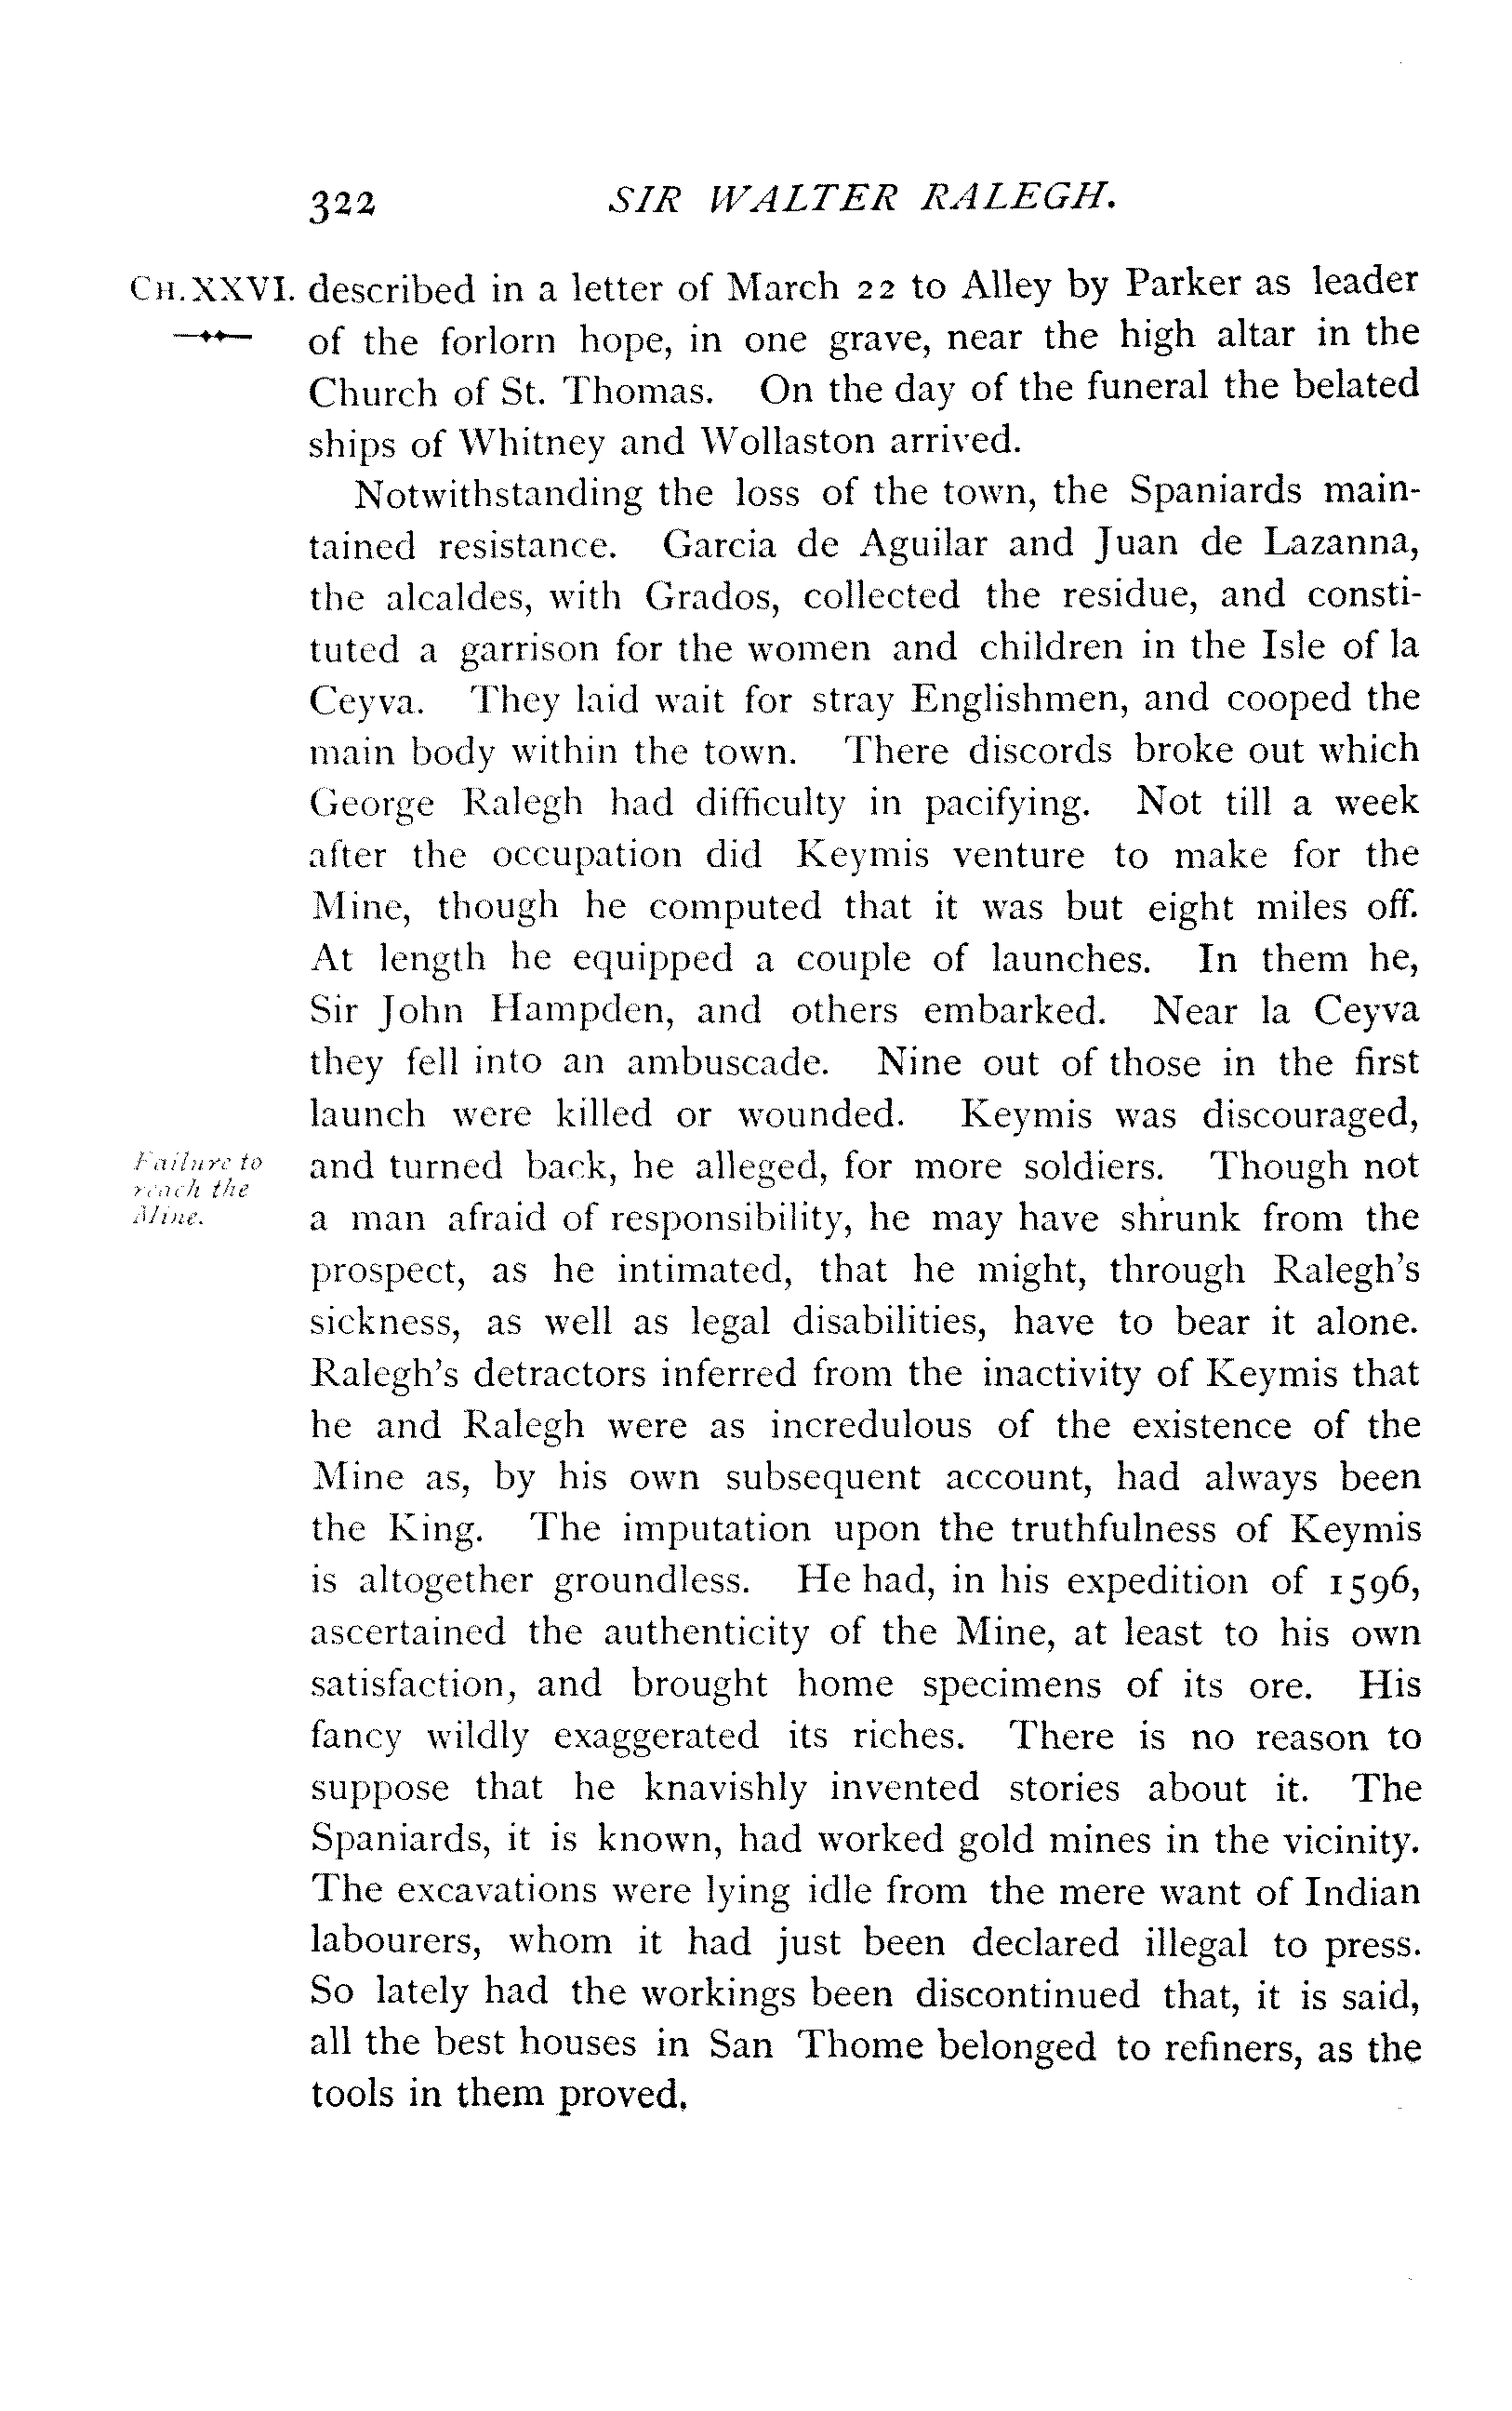 322 SIR WALTER RALEGH.
CH. XXVI. described in a letter of March 22 to Alley by Parker as leader
of the forlorn hope, in one grave, near the high altar in the
Church of St. Thomas. On the day of the funeral the belated
ships of Whitney and Wollaston arrived.
Notwithstanding the loss of the town, the Spaniards main-
tained resistance. Garcia de Aguilar and Juan de Lazanna,
the alcaldes, with Grados, collected the residue, and consti-
tuted a garrison for the women and children in the Isle of la
Ceyva. They laid wait for stray Englishmen, and cooped the
main body within the town. There discords broke out which
George Ralegh had difficulty in pacifying. Not till a week
after the occupation did Keymis venture to make for the
Mine, though he computed that it was but eight miles off.
At length he equipped a couple of launches. In them he,
Sir John Hampden, and others embarked. Near la Ceyva
they fell into an ambuscade. Nine out of those in the first
launch were killed or wounded. Keymis was discouraged,
Failure to
reach the
Mine.
and turned back, he alleged, for more soldiers. Though not
a man afraid of responsibility, he may have shrunk from the
prospect, as he intimated, that he might, through Ralegh's
sickness, as well as legal disabilities, have to bear it alone.
Ralegh's detractors inferred from the inactivity of Keymis that
he and Ralegh were as incredulous of the existence of the
Mine as, by his own subsequent account, had always been
the King. The imputation upon the truthfulness of Keymis
is altogether groundless. He had, in his expedition of 1596,
ascertained the authenticity of the Mine, at least to his own
satisfaction, and brought home specimens of its ore. His
fancy wildly exaggerated its riches. There is no reason to
suppose that he knavishly invented stories about it. The
Spaniards, it is known, had worked gold mines in the vicinity.
The excavations were lying idle from the mere want of Indian
labourers, whom it had just been declared illegal to press.
So lately had the workings been discontinued that, it is said,
all the best houses in San Thome belonged to refiners, as the
tools in them proved.